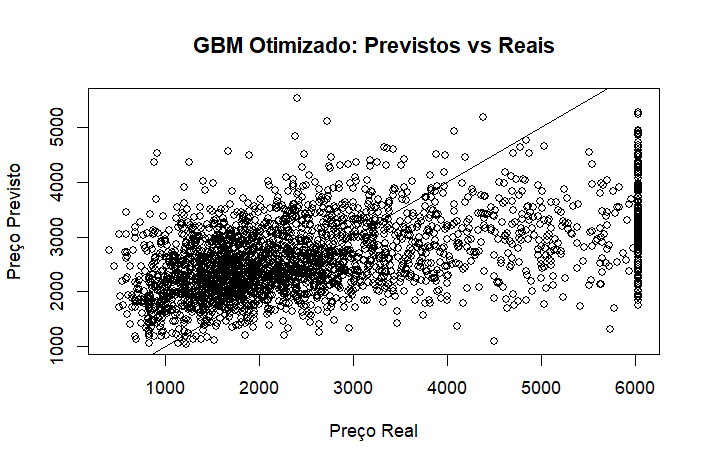 GBM Otimizado: Previstos vs Reais
Preço Previsto
5000
4000
3000
2000
1000
1000 2000 3000 4000 5000 6000
Preço Real